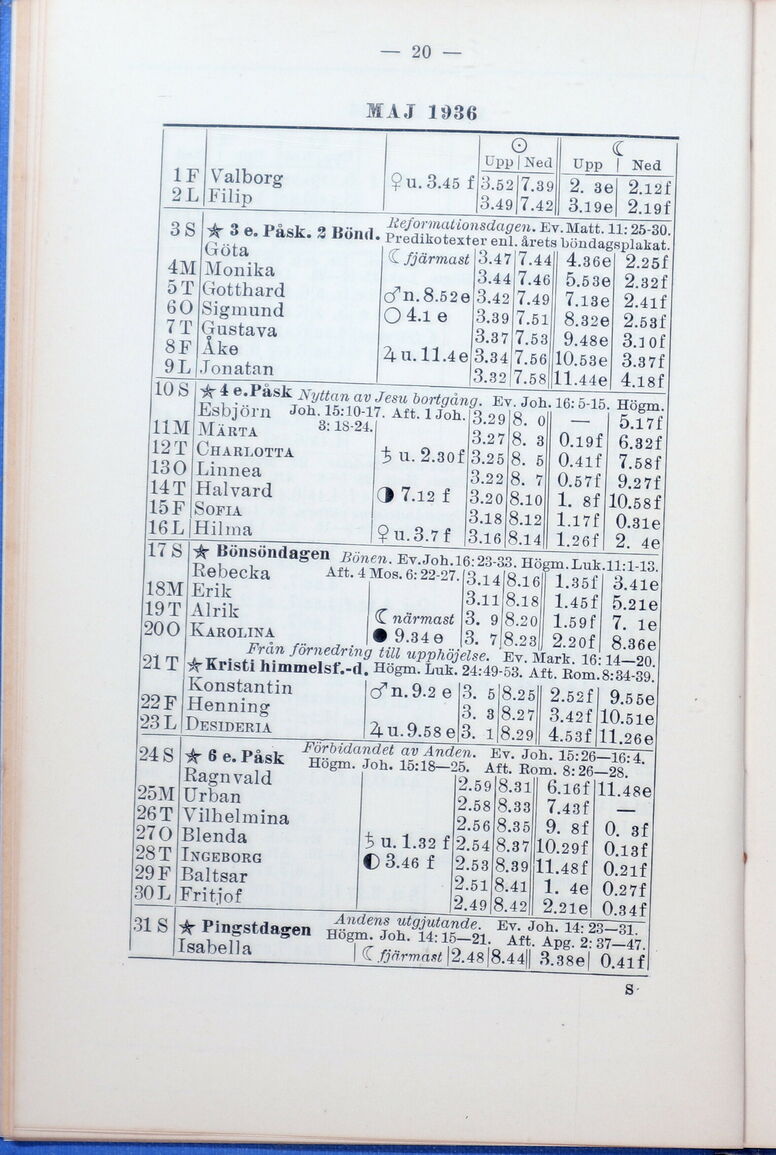 — 20 —
MAJ 1936
☉ ☾
Upp Ned Upp Ned
1 F Valborg ♀ u. 3.45 f 3.52 7.39 2. 3e 2.12f
2 L Filip 3.49 7.42 3.19e 2.19f
3 S ★ 3 e. Påsk. 2 Bönd. Reformationsdagen. Ev. Matt. 11: 25-30.
Predikotexter enl. årets böndagsplakat.
Göta ☾ fjärmast 3.47 7.44 4.36e 2.25f
4 M Monika 3.44 7.46 5.53e 2.32f
5 T Gotthard ♂ n. 8.52e 3.42 7.49 7.13e 2.41f
6 O Sigmund ○ 4.1 e 3.39 7.51 8.32e 2.53f
7 T Gustava 3.37 7.53 9.48e 3.10f
8 F Åke ♃ u. 11.4e 3.34 7.56 10.53e 3.37f
9 L Jonatan 3.32 7.58 11.44e 4.18f
10 S ★ 4 e. Påsk Nyttan av Jesu bortgång. Ev. Joh. 16: 5-15. Högm.
Esbjörn Joh. 15: 10-17. Aft. 1 Joh. 3.29 8. 0 — 5.17f
3: 18-24.
11 M MÄRTA 3.27 8. 3 0.19f 6.32f
12 T CHARLOTTA ♄ u. 2.30f 3.25 8. 5 0.41f 7.58f
13 O Linnea 3.22 8. 7 0.57f 9.27f
14 T Halvard ◑ 7.12 f 3.20 8.10 1. 8f 10.58f
15 F SOFIA 3.18 8.12 1.17f 0.31e
16 L Hilma ♀ u. 3.7 f 3.16 8.14 1.26f 2. 4e
17 S ★ Bönsöndagen Bönen. Ev. Joh. 16: 23-33. Högm. Luk. 11: 1-13.
Rebecka Aft. 4 Mos. 6: 22-27. 3.14 8.16 1.35f 3.41e
18 M Erik 3.11 8.18 1.45f 5.21e
19 T Alrik ☾ närmast 3. 9 8.20 1.59f 7. 1e
20 O KAROLINA ● 9.34 e 3. 7 8.23 2.20f 8.36e
Från förnedring till upphöjelse. Ev. Mark. 16: 14—20.
21 T ★ Kristi himmelsf.-d. Högm. Luk. 24: 49-53. Aft. Rom. 8: 34-39.
Konstantin ♂ n. 9.2 e 3. 5 8.25 2.52f 9.55e
22 F Henning 3. 3 8.27 3.42f 10.51e
23 L DESIDERIA ♃ u. 9.58 e 3. 1 8.29 4.53f 11.26e
24 S ★ 6 e. Påsk Förbidandet av Anden. Ev. Joh. 15: 26—16: 4.
Högm. Joh. 15: 18—25. Aft. Rom. 8: 26—28.
Ragnvald 2.59 8.31 6.16f 11.48e
25 M Urban 2.58 8.33 7.43f —
26 T Vilhelmina 2.56 8.35 9. 8f 0. 3f
27 O Blenda ♄ u. 1.32 f 2.54 8.37 10.29f 0.13f
28 T INGEBORG ◐ 3.46 f 2.53 8.39 11.48f 0.21f
29 F Baltsar 2.51 8.41 1. 4e 0.27f
30 L Fritjof 2.49 8.42 2.21e 0.34f
31 S ★ Pingstdagen Andens utgjutande. Ev. Joh. 14: 23—31.
Högm. Joh. 14: 15—21. Aft. Apg. 2: 37—47.
Isabella ☾ fjärmast 2.48 8.44 3.38e 0.41f
S